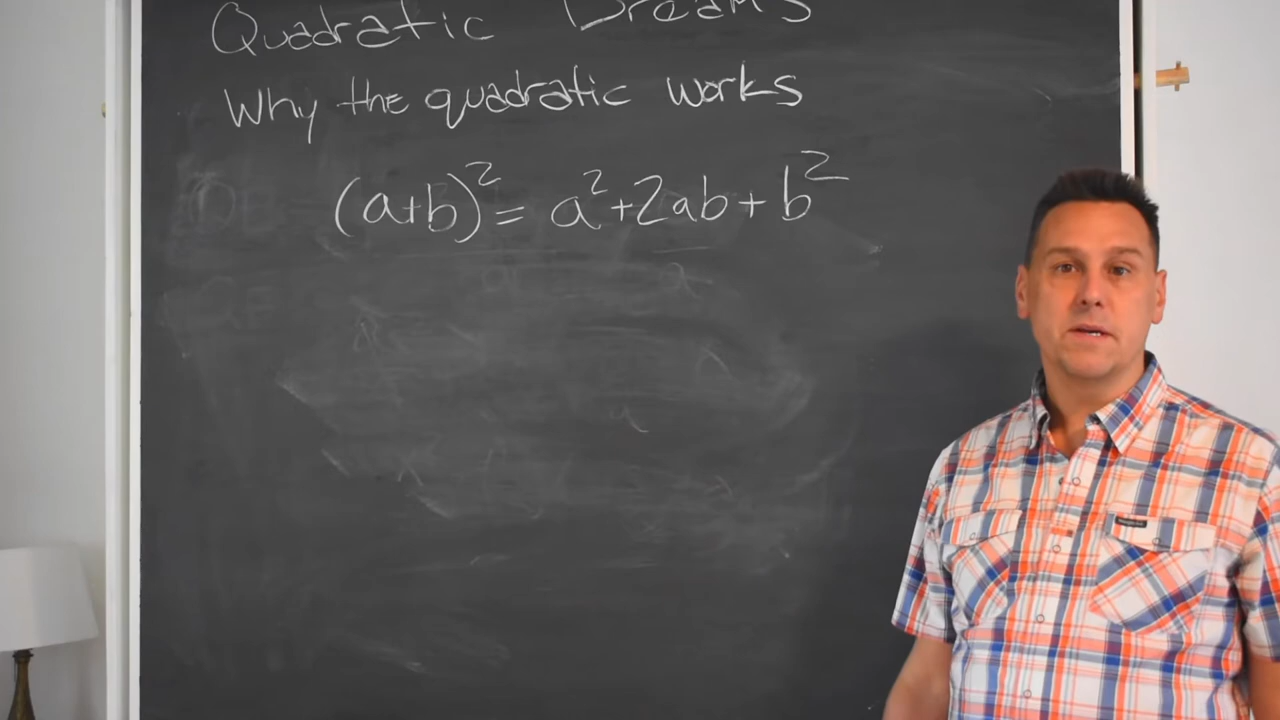 Quadratic Dreams
Why the quadratic works
(a+b)² = a²+2ab+b²